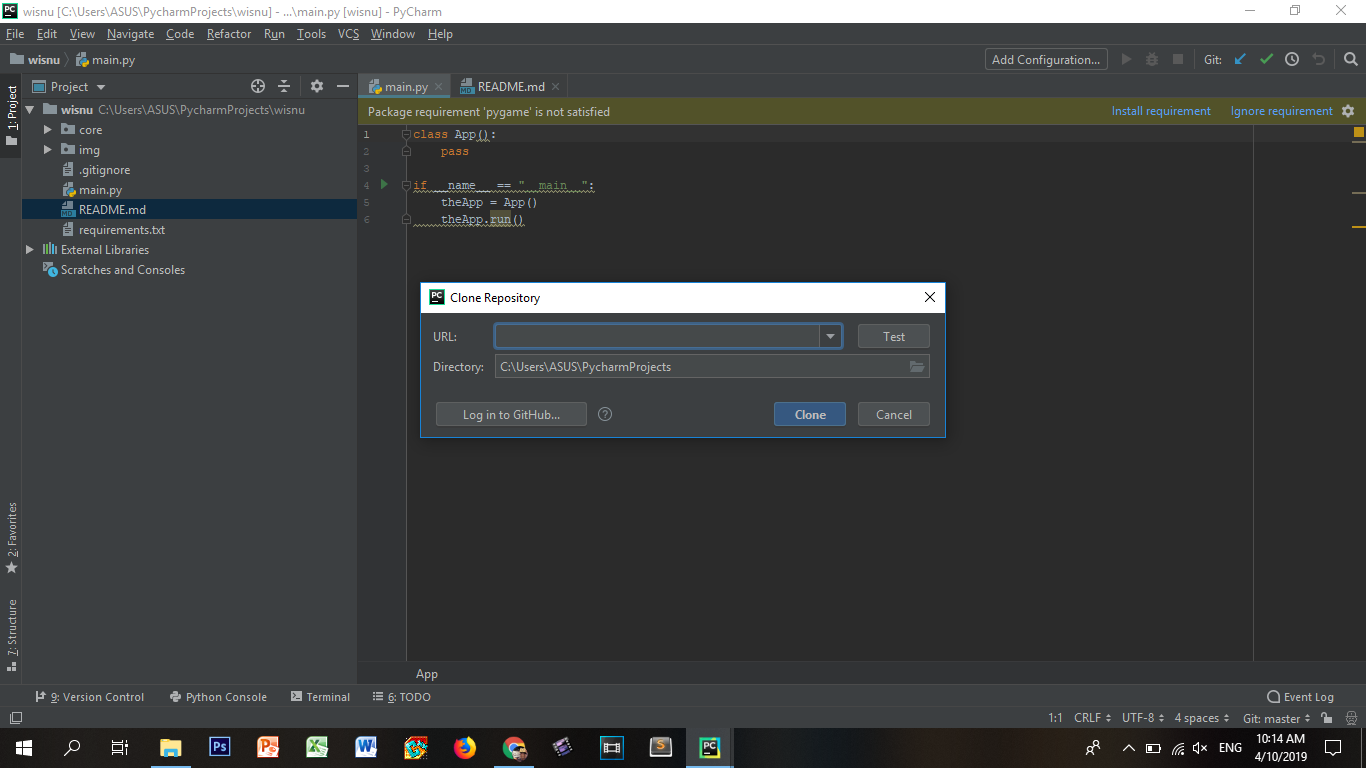 wisnu [C:\Users\ASUS\PycharmProjects\wisnu] - ...\main.py [wisnu] - PyCharm
File Edit View Navigate Code Refactor Run Tools VCS Window Help
wisnu main.py Add Configuration... Git:
1: Project
Project
main.py README.md
wisnu C:\Users\ASUS\PycharmProjects\wisnu
core
img
.gitignore
main.py
README.md
requirements.txt
External Libraries
Scratches and Consoles
Package requirement 'pygame' is not satisfied Install requirement Ignore requirement
1 class App():
2 pass
3
4 if __name__ == "__main__":
5 theApp = App()
6 theApp.run()
Clone Repository
URL: Test
Directory: C:\Users\ASUS\PycharmProjects
Log in to GitHub... ? Clone Cancel
2: Favorites
7: Structure
App
9: Version Control Python Console Terminal 6: TODO Event Log
1:1 CRLF UTF-8 4 spaces Git: master
Ps P X W S PC
ENG
10:14 AM
4/10/2019